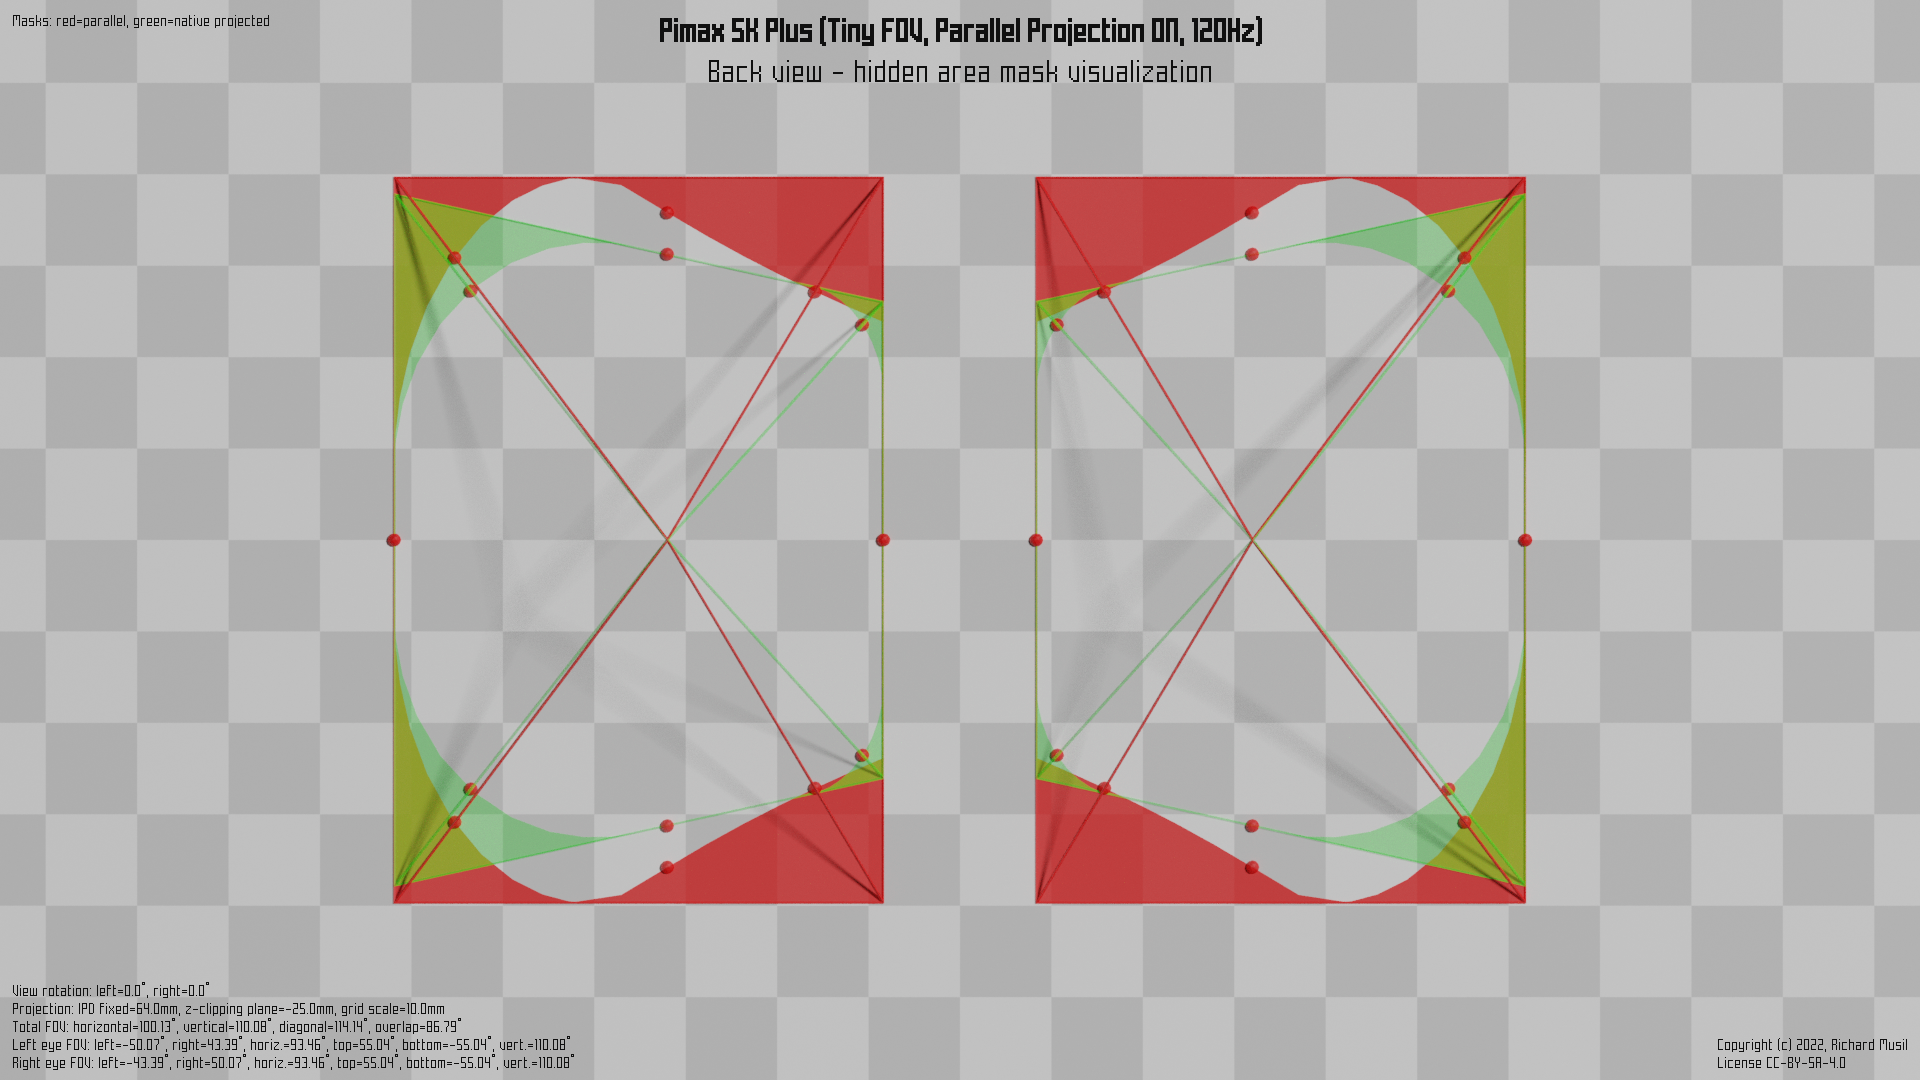 Masks: red=parallel, green=native projected
Pimax 5K Plus (Tiny FOV, Parallel Projection ON, 120Hz)
Back view - hidden area mask visualization
View rotation: left=0.0°, right=0.0°
Projection: IPD fixed=64.0mm, z-clipping plane=-25.0mm, grid scale=10.0mm
Total FOV: horizontal=100.13°, vertical=110.08°, diagonal=114.14°, overlap=86.79°
Left eye FOV: left=-50.07°, right=43.39°, horiz.=93.46°, top=55.04°, bottom=-55.04°, vert.=110.08°
Right eye FOV: left=-43.39°, right=50.07°, horiz.=93.46°, top=55.04°, bottom=-55.04°, vert.=110.08°
Copyright (c) 2022, Richard Musil
License CC-BY-SA-4.0